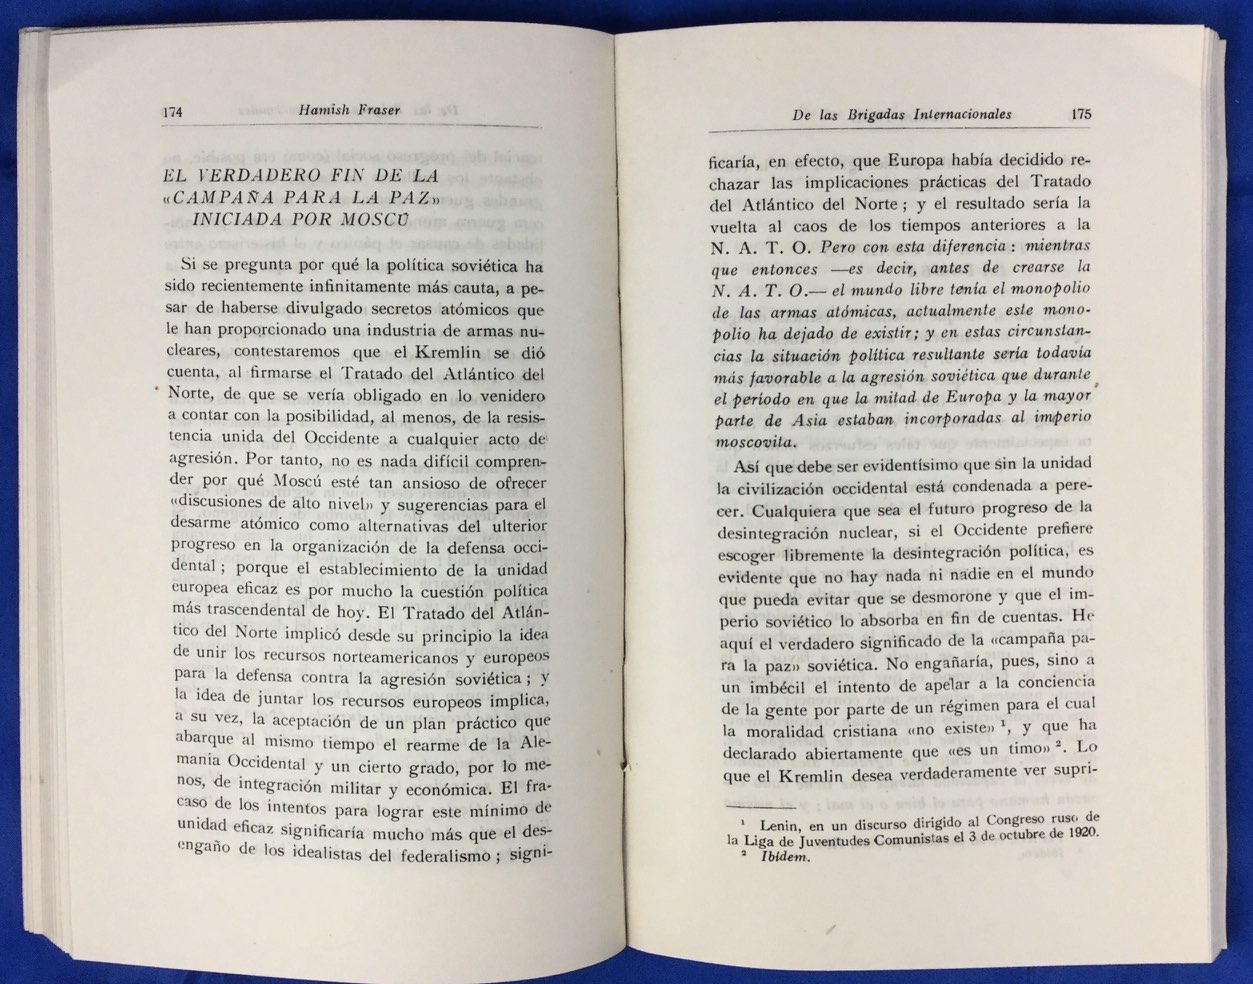 174 Hamish Fraser
EL VERDADERO FIN DE LA
«CAMPAÑA PARA LA PAZ»
INICIADA POR MOSCÚ
Si se pregunta por qué la política soviética ha
sido recientemente infinitamente más cauta, a pe-
sar de haberse divulgado secretos atómicos que
le han proporcionado una industria de armas nu-
cleares, contestaremos que el Kremlin se dió
cuenta, al firmarse el Tratado del Atlántico del
Norte, de que se vería obligado en lo venidero
a contar con la posibilidad, al menos, de la resis-
tencia unida del Occidente a cualquier acto de
agresión. Por tanto, no es nada difícil compren-
der por qué Moscú esté tan ansioso de ofrecer
«discusiones de alto nivel» y sugerencias para el
desarme atómico como alternativas del ulterior
progreso en la organización de la defensa occi-
dental ; porque el establecimiento de la unidad
europea eficaz es por mucho la cuestión política
más trascendental de hoy. El Tratado del Atlán-
tico del Norte implicó desde su principio la idea
de unir los recursos norteamericanos y europeos
para la defensa contra la agresión soviética ; y
la idea de juntar los recursos europeos implica,
a su vez, la aceptación de un plan práctico que
abarque al mismo tiempo el rearme de la Ale-
mania Occidental y un cierto grado, por lo me-
nos, de integración militar y económica. El fra-
caso de los intentos para lograr este mínimo de
unidad eficaz significaría mucho más que el des-
engaño de los idealistas del federalismo ; signi-
De las Brigadas Internacionales 175
ficaría, en efecto, que Europa había decidido re-
chazar las implicaciones prácticas del Tratado
del Atlántico del Norte ; y el resultado sería la
vuelta al caos de los tiempos anteriores a la
N. A. T. O. Pero con esta diferencia : mientras
que entonces —es decir, antes de crearse la
N. A. T. O.— el mundo libre tenía el monopolio
de las armas atómicas, actualmente este mono-
polio ha dejado de existir ; y en estas circunstan-
cias la situación política resultante sería todavía
más favorable a la agresión soviética que durante
el período en que la mitad de Europa y la mayor
parte de Asia estaban incorporadas al imperio
moscovita.
Así que debe ser evidentísimo que sin la unidad
la civilización occidental está condenada a pere-
cer. Cualquiera que sea el futuro progreso de la
desintegración nuclear, si el Occidente prefiere
escoger libremente la desintegración política, es
evidente que no hay nada ni nadie en el mundo
que pueda evitar que se desmorone y que el im-
perio soviético lo absorba en fin de cuentas. He
aquí el verdadero significado de la «campaña pa-
ra la paz» soviética. No engañaría, pues, sino a
un imbécil el intento de apelar a la conciencia
de la gente por parte de un régimen para el cual
la moralidad cristiana «no existe» ¹, y que ha
declarado abiertamente que «es un timo» ². Lo
que el Kremlin desea verdaderamente ver supri-
¹ Lenin, en un discurso dirigido al Congreso ruso de
la Liga de Juventudes Comunistas el 3 de octubre de 1920.
² Ibidem.